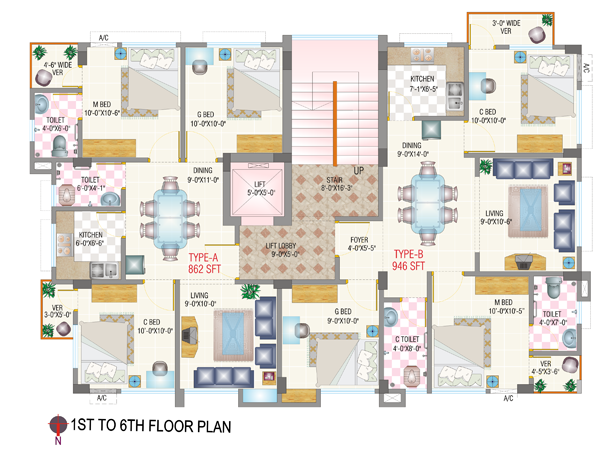 3'-0" WIDE
VER
A/C
4'-6" WIDE
VER
A/C
M BED
10'-0"X10'-6"
G BED
10'-0"X10'-0"
KITCHEN
7'-1"X6'-5"
C BED
10'-0"X10'-0"
TOILET
4'-0"X6'-0"
TOILET
6'-0"X4'-1"
DINING
9'-0"X11'-0"
LIFT
5'-0"X5'-0"
UP
STAIR
8'-0"X16'-3"
DINING
9'-0"X14'-0"
LIVING
9'-0"X10'-6"
KITCHEN
6'-0"X6'-6"
TYPE-A
862 SFT
LIFT LOBBY
9'-0"X5'-0"
FOYER
4'-0"X5'-5"
TYPE-B
946 SFT
VER
3'-0"X5'-0"
C BED
10'-0"X10'-0"
LIVING
9'-0"X10'-0"
G BED
9'-0"X10'-0"
C TOILET
4'-0"X8'-0"
M BED
10'-0"X10'-5"
TOILET
4'-0"X7'-0"
VER
4'-5"X3'-6"
A/C
A/C
1ST TO 6TH FLOOR PLAN
N